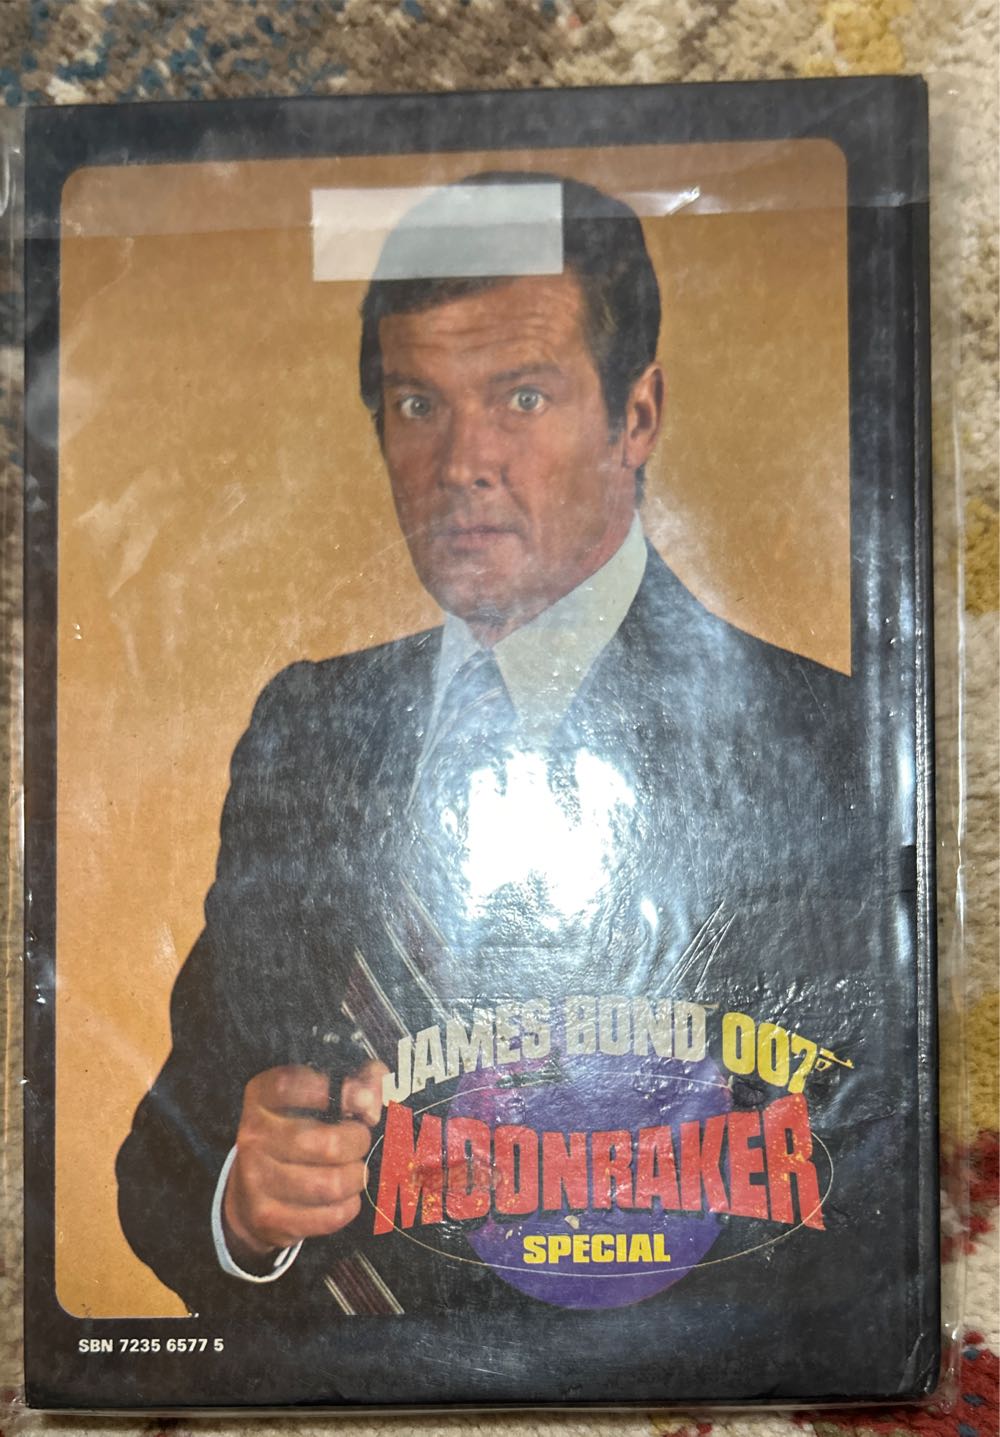 JAMES BOND 007
MOONRAKER
SPECIAL
SBN 7235 6577 5